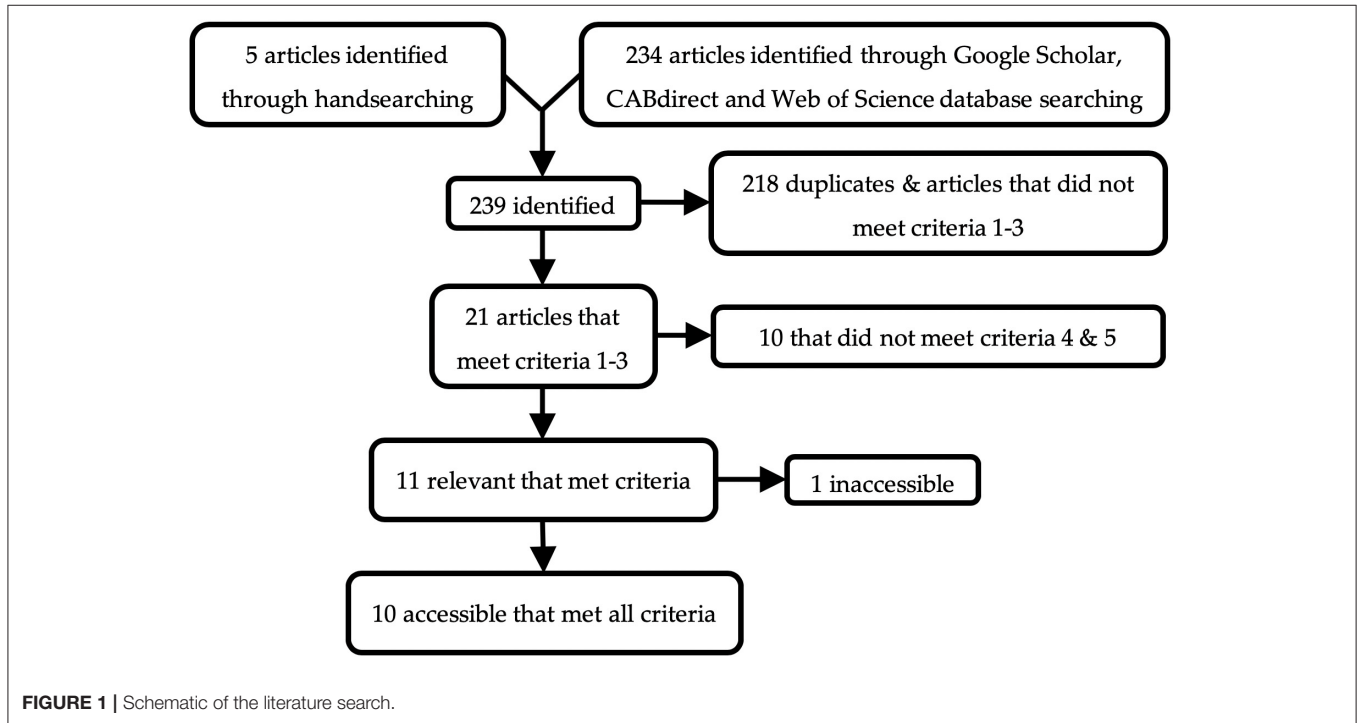 5 articles identified
through handsearching
234 articles identified through Google Scholar,
CABdirect and Web of Science database searching
239 identified
218 duplicates & articles that did not
meet criteria 1-3
21 articles that
meet criteria 1-3
10 that did not meet criteria 4 & 5
11 relevant that met criteria
1 inaccessible
10 accessible that met all criteria
FIGURE 1 | Schematic of the literature search.